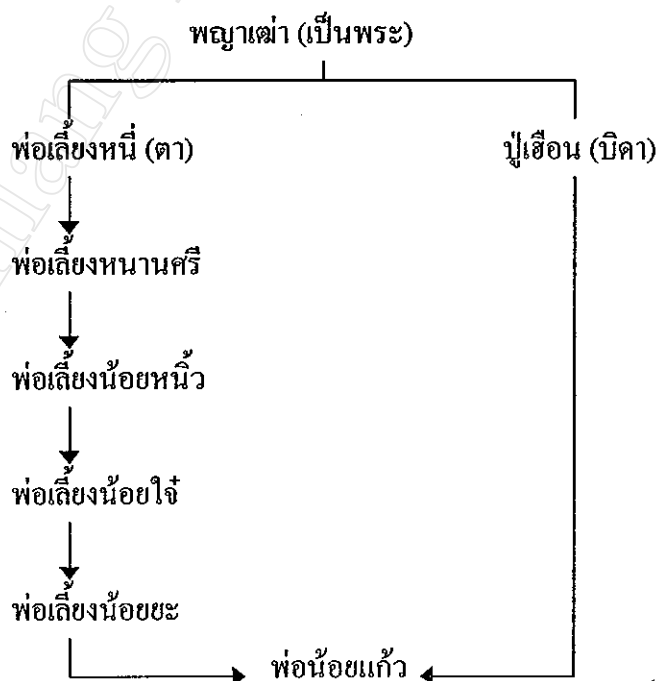 พญาเฒ่า (เป็นพระ)
พ่อเลี้ยงหนี่ (ตา)
ปู่เฮือน (บิดา)
พ่อเลี้ยงหนานศรี
พ่อเลี้ยงน้อยหนิ้ว
พ่อเลี้ยงน้อยใจ๋
พ่อเลี้ยงน้อยยะ
พ่อน้อยแก้ว